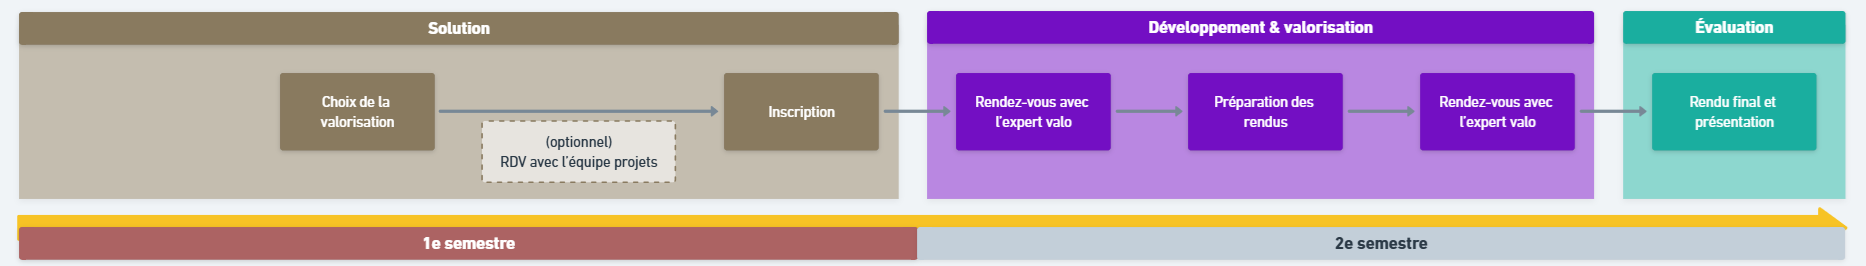 Solution
Développement & valorisation
Évaluation
Choix de la
valorisation
(optionnel)
RDV avec l'équipe projets
Inscription
Rendez-vous avec
l'expert valo
Préparation des
rendus
Rendez-vous avec
l'expert valo
Rendu final et
présentation
1e semestre
2e semestre